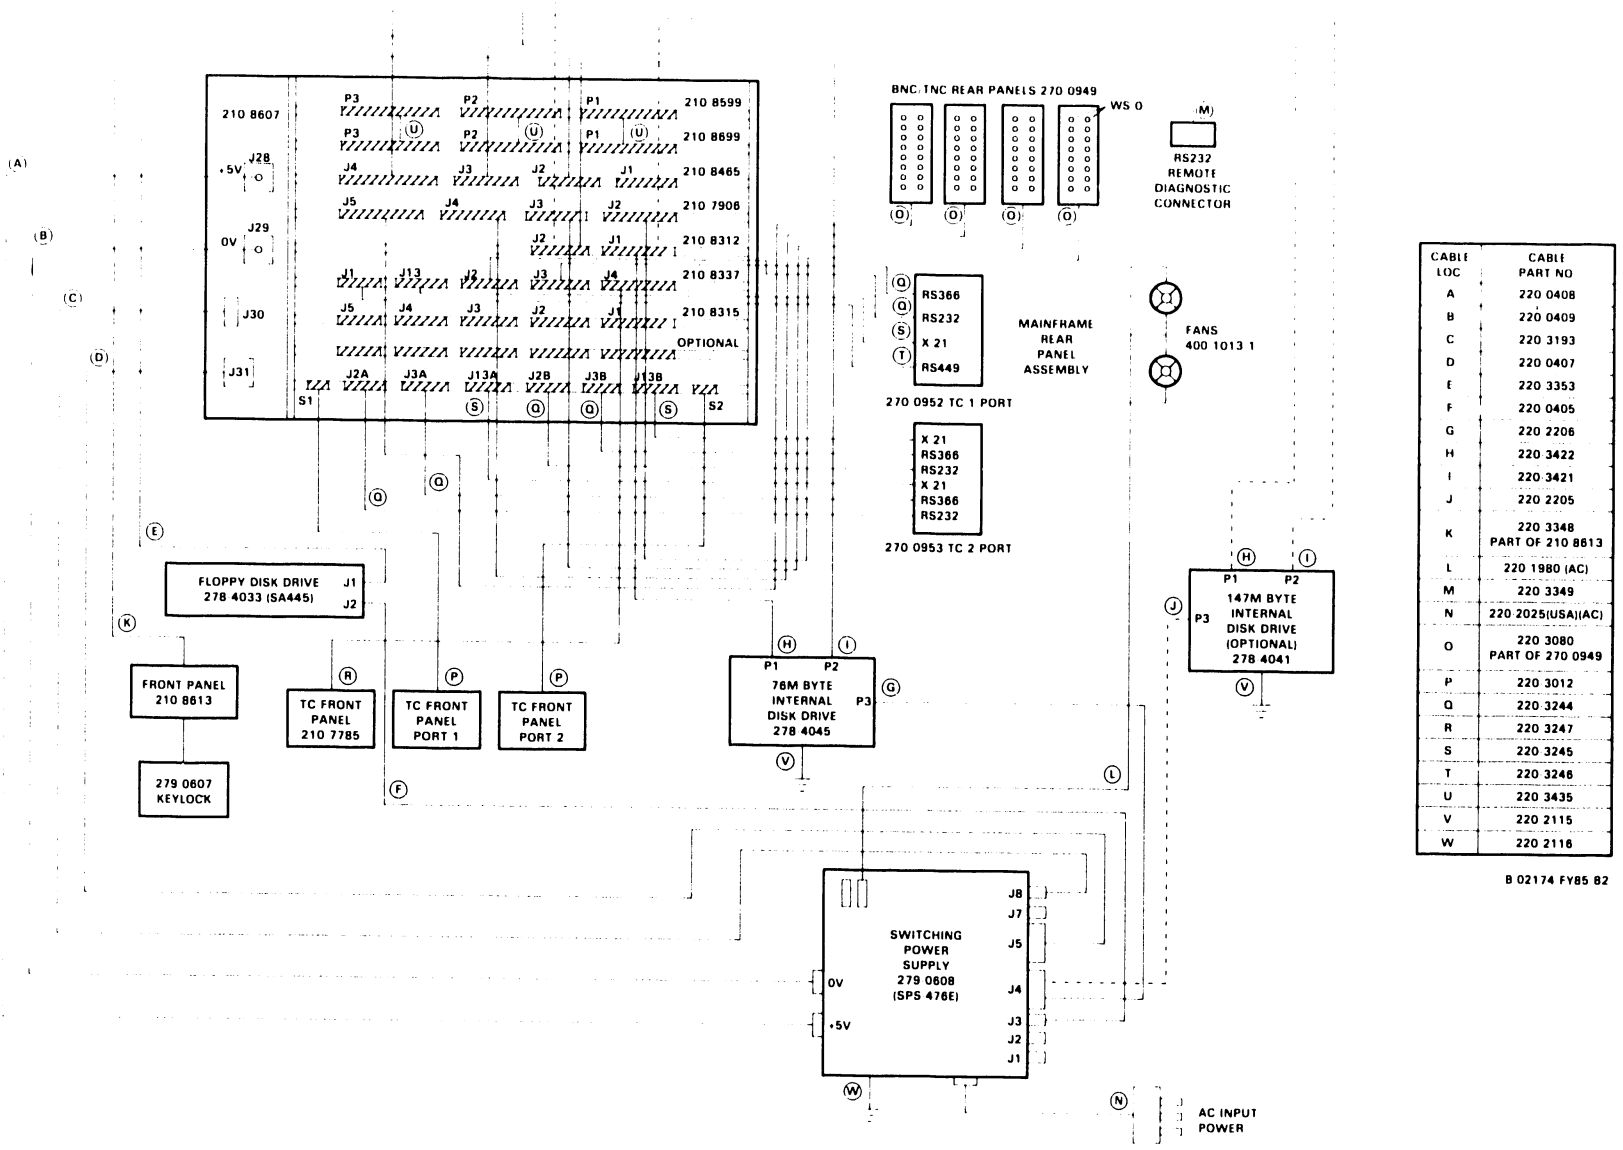 210 8607
P3 P2 P1 210 8599
(U) (U) (U)
P3 P2 P1 210 8699
J4 J3 J2 J1 210 8465
J5 J4 J3 J2 210 7906
J2 J1 210 8312
J1 J13 J2 J3 J4 210 8337
J5 J4 J3 J2 J1 210 8315
OPTIONAL
J2A J3A J13A J2B J3B J13B
S1 (S) (Q) (Q) (S) S2
J28
+5V
J29
0V
J30
J31
(A)
(B)
(C)
(D)
(E)
(Q)
(Q)
BNC/TNC REAR PANELS 270 0949
WS 0
(O) (O) (O) (O)
(M)
RS232
REMOTE
DIAGNOSTIC
CONNECTOR
(Q) RS366
(Q) RS232
(S) X 21
(T) RS449
270 0952 TC 1 PORT
MAINFRAME
REAR
PANEL
ASSEMBLY
FANS
400 1013 1
X 21
RS366
RS232
X 21
RS366
RS232
270 0953 TC 2 PORT
FLOPPY DISK DRIVE J1
278 4033 (SA445) J2
(K)
FRONT PANEL
210 8613
279 0607
KEYLOCK
(R)
TC FRONT
PANEL
210 7785
(P)
TC FRONT
PANEL
PORT 1
(P)
TC FRONT
PANEL
PORT 2
(F)
(H) (I)
P1 P2
76M BYTE
INTERNAL P3 (G)
DISK DRIVE
278 4045
(V)
(L)
(H) (I)
P1 P2
(J)
P3
147M BYTE
INTERNAL
DISK DRIVE
(OPTIONAL)
278 4041
(V)
SWITCHING
POWER
SUPPLY
279 0608
(SPS 476E)
0V
+5V
J8
J7
J5
J4
J3
J2
J1
(W)
(N)
AC INPUT
POWER
CABLE CABLE
LOC PART NO
A 220 0408
B 220 0409
C 220 3193
D 220 0407
E 220 3353
F 220 0405
G 220 2206
H 220 3422
I 220 3421
J 220 2205
K 220 3348
PART OF 210 8613
L 220 1980 (AC)
M 220 3349
N 220 2025(USA)(AC)
O 220 3080
PART OF 270 0949
P 220 3012
Q 220 3244
R 220 3247
S 220 3245
T 220 3246
U 220 3435
V 220 2115
W 220 2116
B 02174 FY85 82